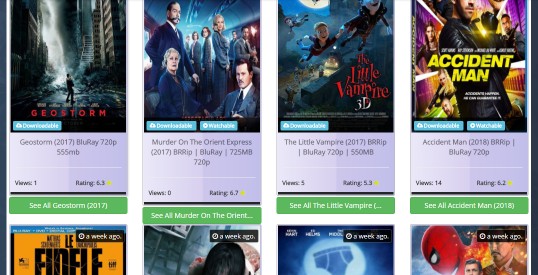 GEOSTORM
The
Little
Vampire
3D
ACCIDENT
MAN
Downloadable
Downloadable Watchable
Downloadable
Downloadable Watchable
Geostorm (2017) BluRay 720p
555mb
Murder On The Orient Express
(2017) BRRip | BluRay | 725MB
720p
The Little Vampire (2017) BRRip
| BluRay 720p | 550MB
Accident Man (2018) BRRip |
BluRay 720p
Views: 1 Rating: 6.3
Views: 0 Rating: 6.7
Views: 5 Rating: 5.3
Views: 14 Rating: 6.2
See All Geostorm (2017)
See All Murder On The Orient...
See All The Little Vampire (...
See All Accident Man (2018)
a week ago.
a week ago.
a week ago.
a week ago.
LE
FIDÈLE
HART
HELMS